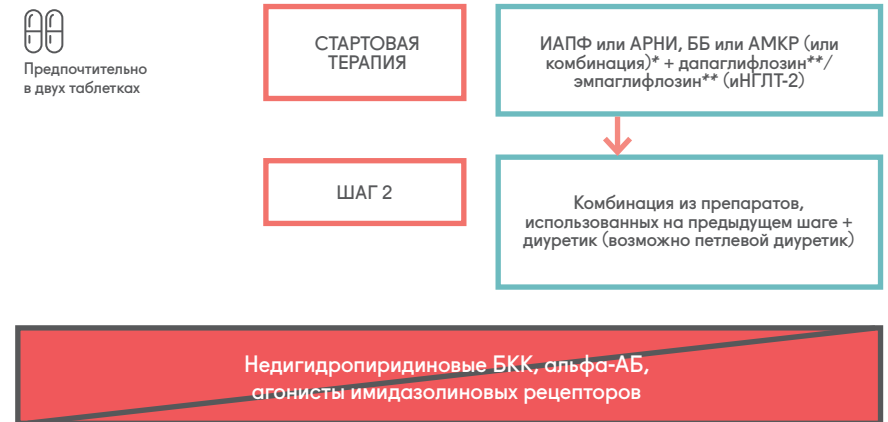 Предпочтительно
в двух таблетках
СТАРТОВАЯ
ТЕРАПИЯ
ИАПФ или АРНИ, ББ или АМКР (или
комбинация)* + дапаглифлозин**/
эмпаглифлозин** (иНГЛТ-2)
ШАГ 2
Комбинация из препаратов,
использованных на предыдущем шаге +
диуретик (возможно петлевой диуретик)
Недигидропиридиновые БКК, альфа-АБ,
агонисты имидазолиновых рецепторов